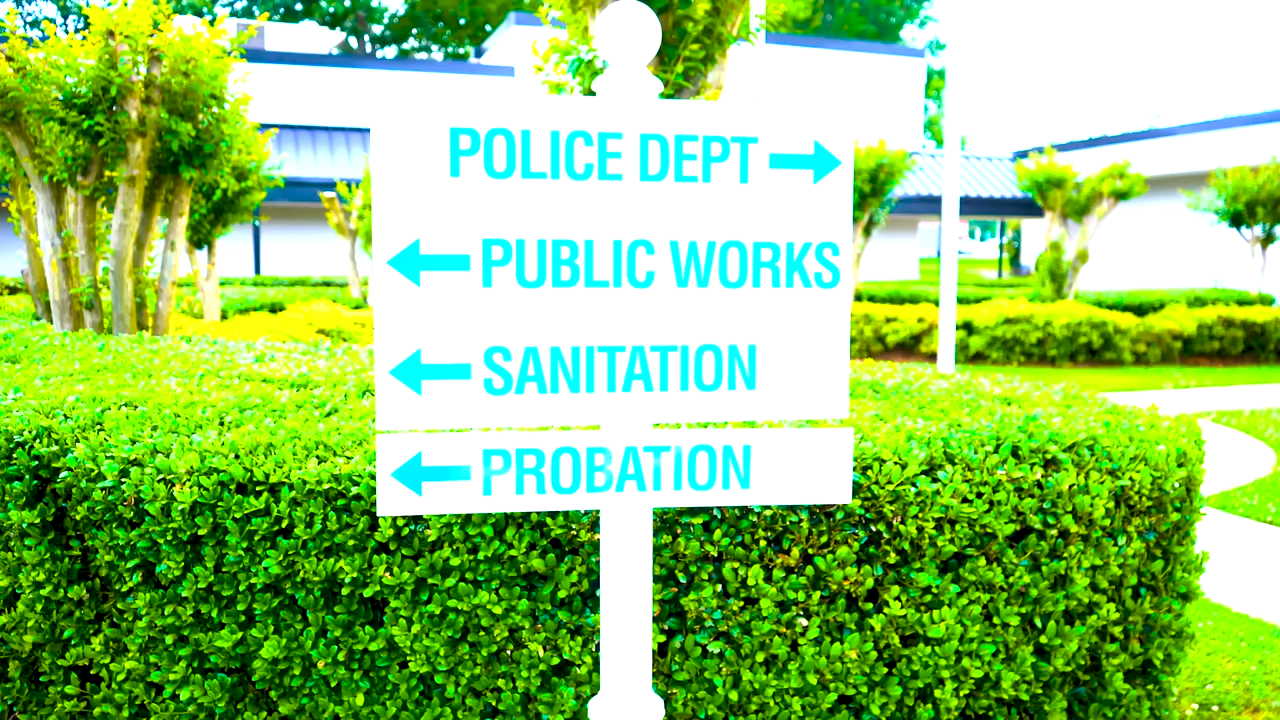 POLICE DEPT →
← PUBLIC WORKS
← SANITATION
← PROBATION